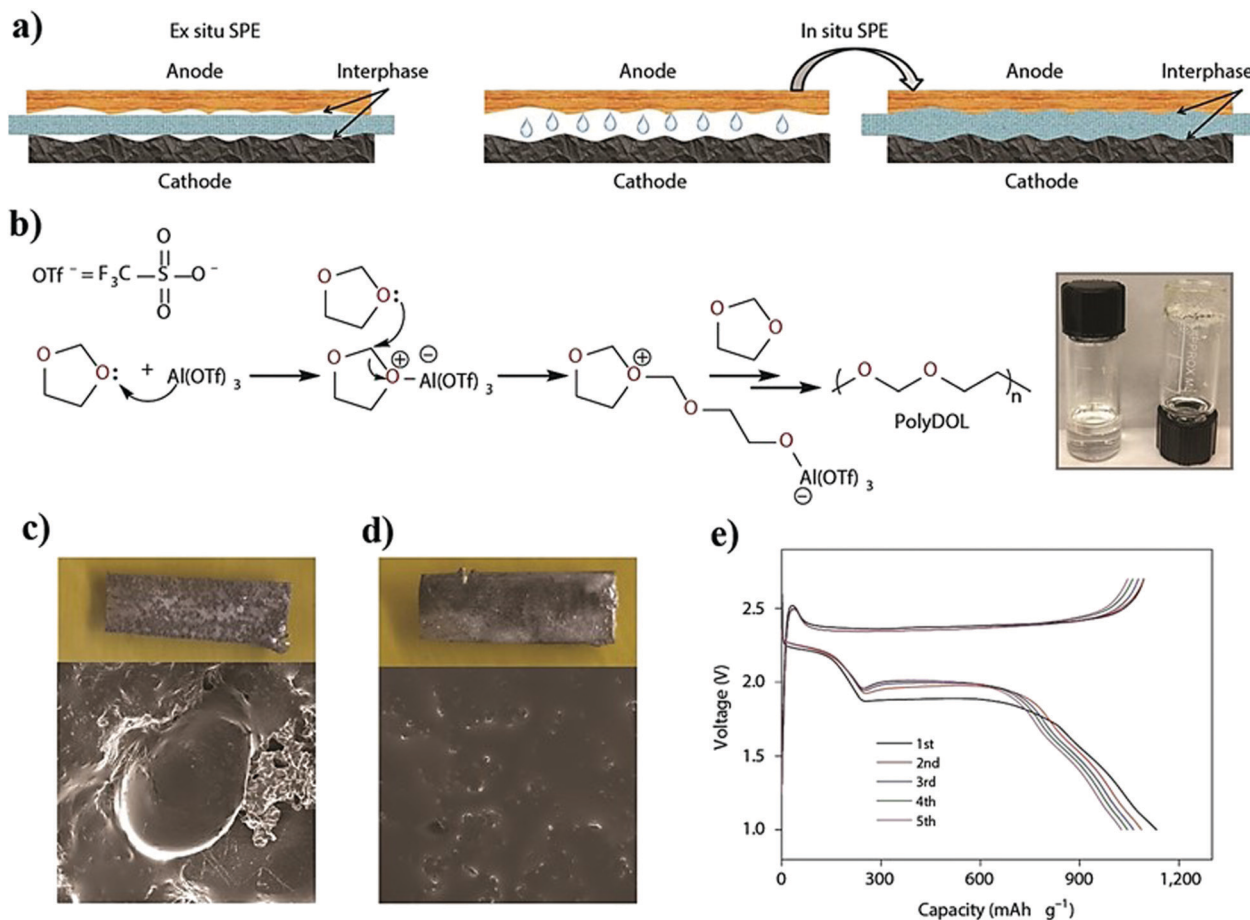 a)
Ex situ SPE
In situ SPE
Anode
Interphase
Anode
Anode
Interphase
Cathode
Cathode
Cathode
b)
OTf⁻ = F₃C—S—O⁻
O
O
O
O:
+ Al(OTf)₃
O
O:
O
⊕
⊖
O—Al(OTf)₃
O
⊕
O
O
O
Al(OTf)₃
⊖
O
O
( O O )n
PolyDOL
c)
d)
e)
Voltage (V)
2.5
2.0
1.5
1.0
1st
2nd
3rd
4th
5th
0
300
600
900
1,200
Capacity (mAh g⁻¹)